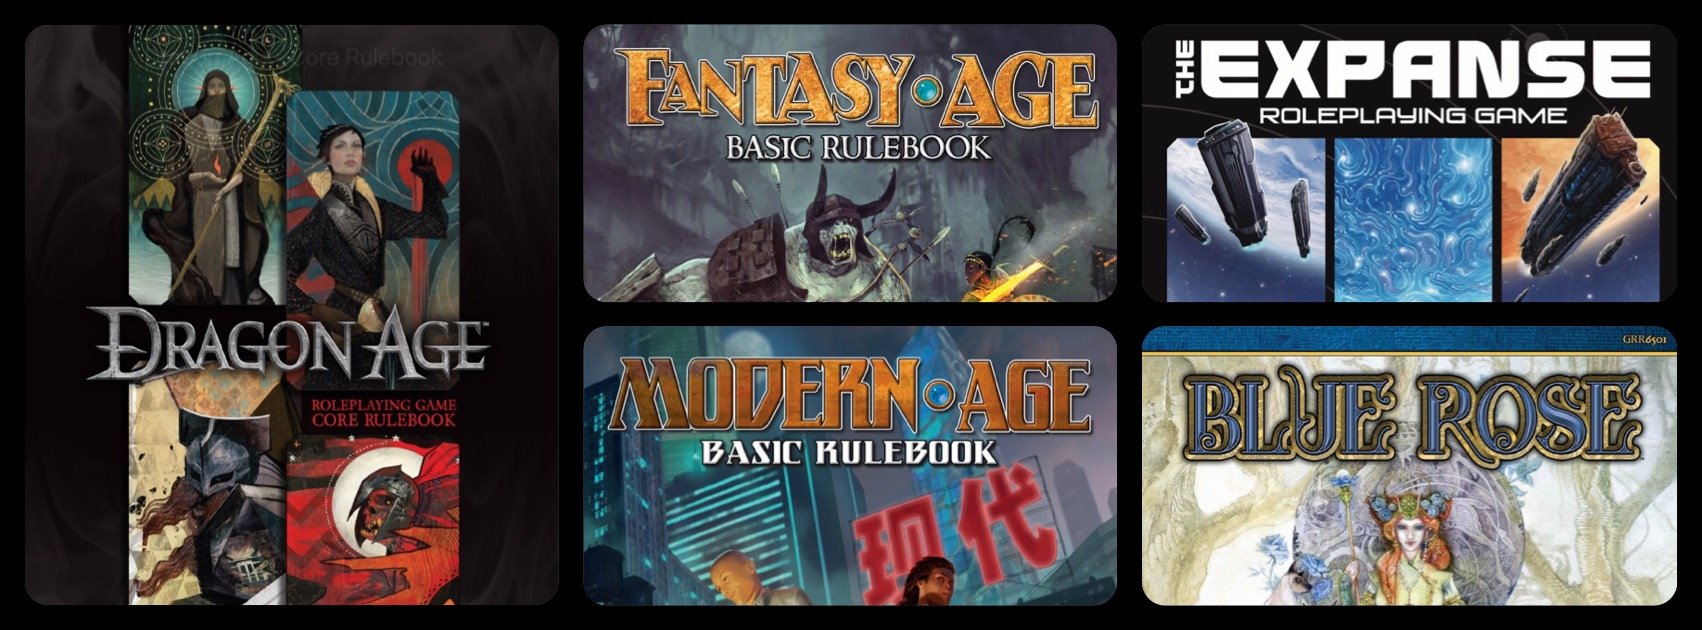 Core Rulebook
DRAGON AGE™
ROLEPLAYING GAME
CORE RULEBOOK
FANTASY AGE
BASIC RULEBOOK
THE EXPANSE
ROLEPLAYING GAME
MODERN AGE
BASIC RULEBOOK
现代
GRR6501
BLUE ROSE